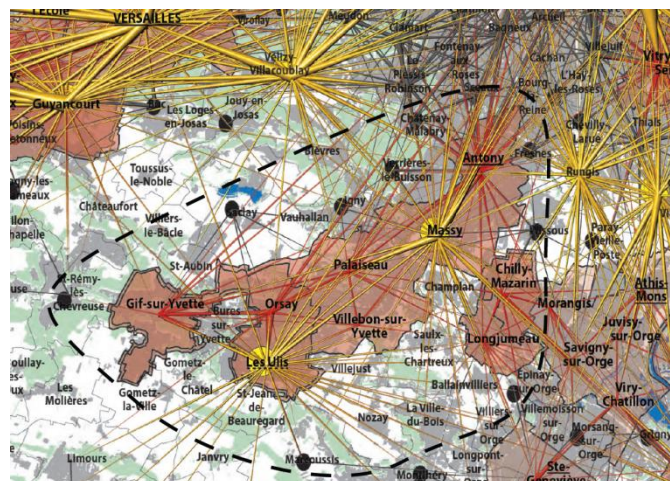 VERSAILLES
Viroflay
Meudon
Clamart
Bagneux
Arcueil
Villejuif
Vitry
Fontenay
aux
Roses
Cachan
Vélizy
Villacoublay
Le
Plessis
Robinson
Bourg
Reine
L'Haÿ
les-Roses
Guyancourt
Les Loges
en-Josas
Jouy-en
Josas
Châtenay
Malabry
Chevilly
Larue
Thiais
Bièvres
Antony
Fresnes
Rungis
Toussus
le-Noble
Châteaufort
Villiers
le-Bâcle
Vauhallan
Igny
Massy
Paray
Vieille
Poste
St-Aubin
Palaiseau
Chilly-
Mazarin
Athis-
Mons
St-Rémy
lès
Chevreuse
Gif-sur-Yvette
Bures
sur
Yvette
Orsay
Champlan
Morangis
Villebon-sur
Yvette
Saulx
les
Chartreux
Longjumeau
Juvisy-sur
Orge
Savigny
sur-Orge
Les Ulis
Gometz
le
Châtel
Villejust
Ballainvilliers
Épinay
sur-Orge
Viry-
Châtillon
Les
Molières
Gometz-
la-Ville
St-Jean
de
Beauregard
Nozay
La Ville
du-Bois
Villiers
sur
Orge
Villemoisson
sur-Orge
Morsang
sur
Orge
Grigny
Limours
Janvry
Marcoussis
Montlhéry
Longpont
sur
Orge
Ste-
Geneviève